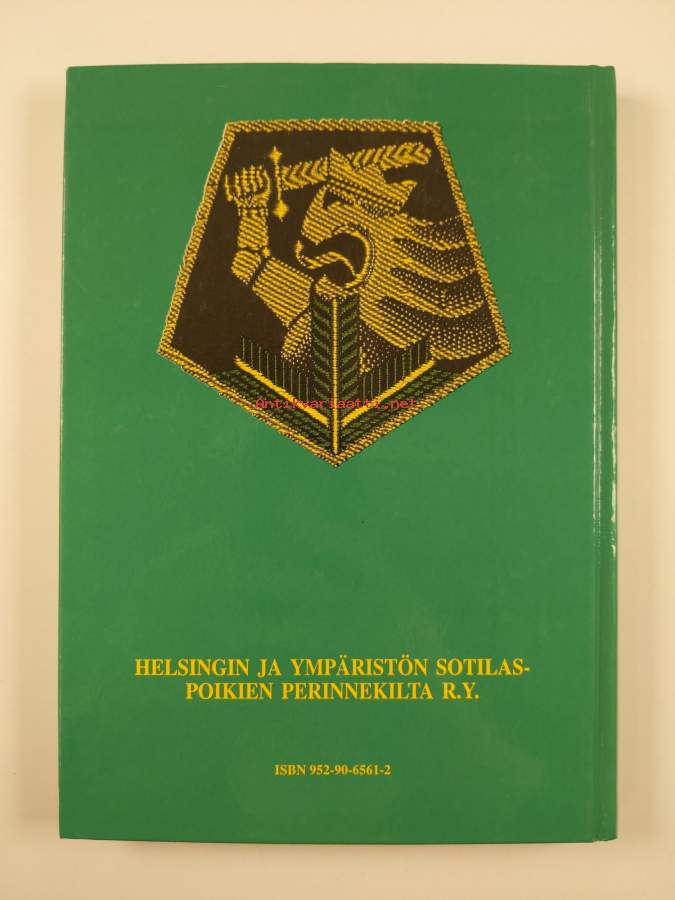 Antikvariaatti.net
HELSINGIN JA YMPÄRISTÖN SOTILAS-
POIKIEN PERINNEKILTA R.Y.
ISBN 952-90-6561-2